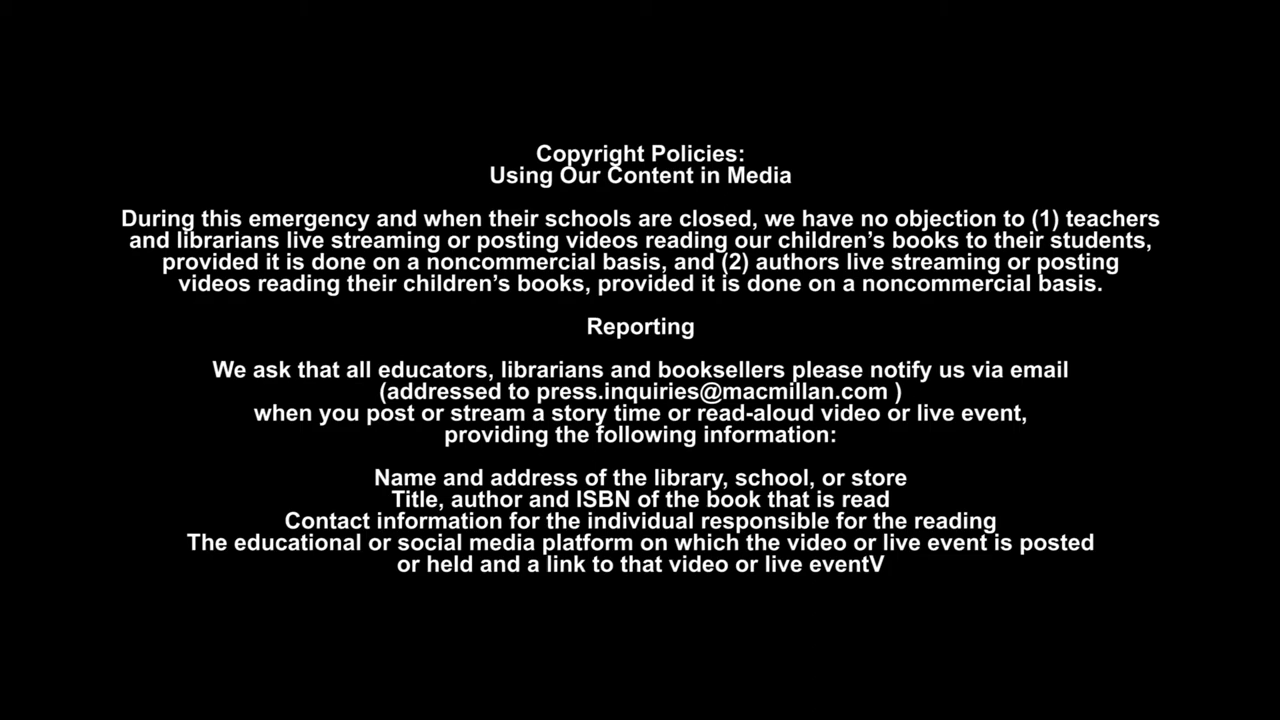 Copyright Policies:
Using Our Content in Media
During this emergency and when their schools are closed, we have no objection to (1) teachers
and librarians live streaming or posting videos reading our children’s books to their students,
provided it is done on a noncommercial basis, and (2) authors live streaming or posting
videos reading their children’s books, provided it is done on a noncommercial basis.
Reporting
We ask that all educators, librarians and booksellers please notify us via email
(addressed to press.inquiries@macmillan.com )
when you post or stream a story time or read-aloud video or live event,
providing the following information:
Name and address of the library, school, or store
Title, author and ISBN of the book that is read
Contact information for the individual responsible for the reading
The educational or social media platform on which the video or live event is posted
or held and a link to that video or live eventV